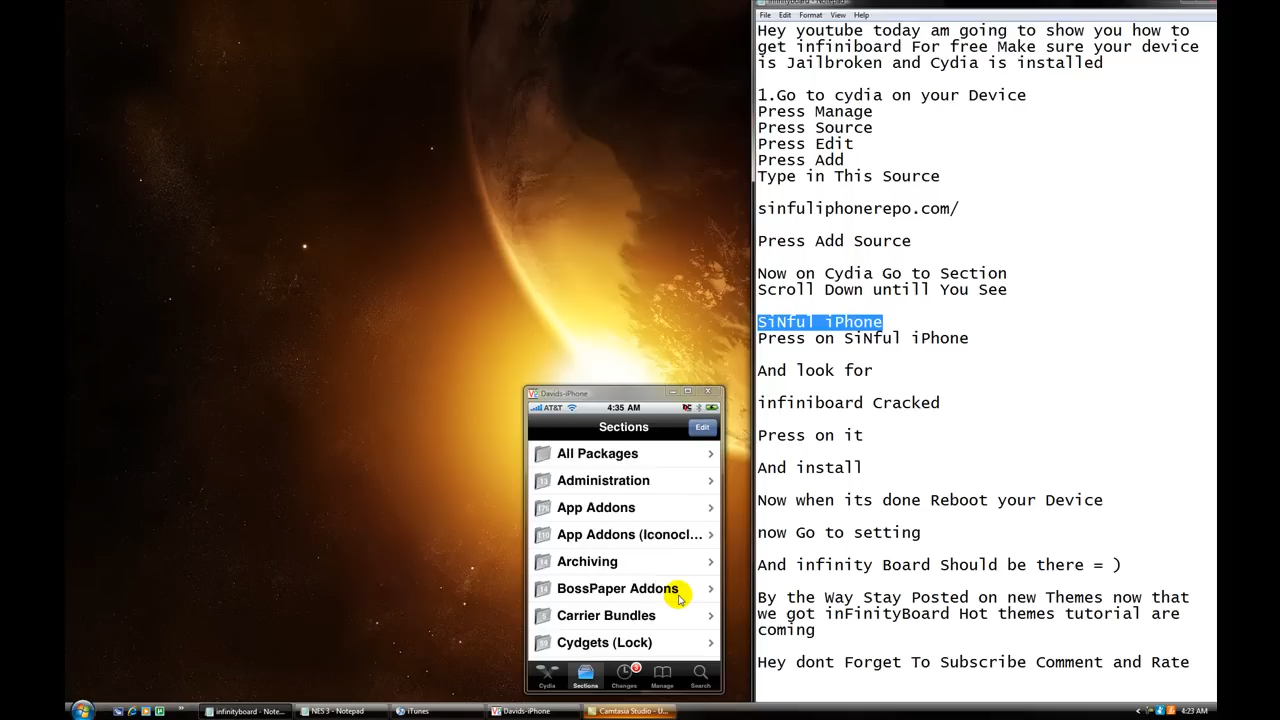 infinityboard - Notepad
File Edit Format View Help
Hey youtube today am going to show you how to
get infiniboard For free Make sure your device
is Jailbroken and Cydia is installed
1.Go to cydia on your Device
Press Manage
Press Source
Press Edit
Press Add
Type in This Source
sinfuliphonerepo.com/
Press Add Source
Now on Cydia Go to Section
Scroll Down untill You See
SiNful iPhone
Press on SiNful iPhone
And look for
infiniboard Cracked
Press on it
And install
Now when its done Reboot your Device
now Go to setting
And infinity Board Should be there = )
By the Way Stay Posted on new Themes now that
we got inFinityBoard Hot themes tutorial are
coming
Hey dont Forget To Subscribe Comment and Rate
Davids-iPhone
AT&T 4:35 AM
Sections Edit
All Packages
Administration
App Addons
App Addons (Iconocl...
Archiving
BossPaper Addons
Carrier Bundles
Cydgets (Lock)
Cydia Sections Changes Manage Search
infinityboard - Note... NES 3 - Notepad iTunes Davids-iPhone Camtasia Studio - U... 4:23 AM